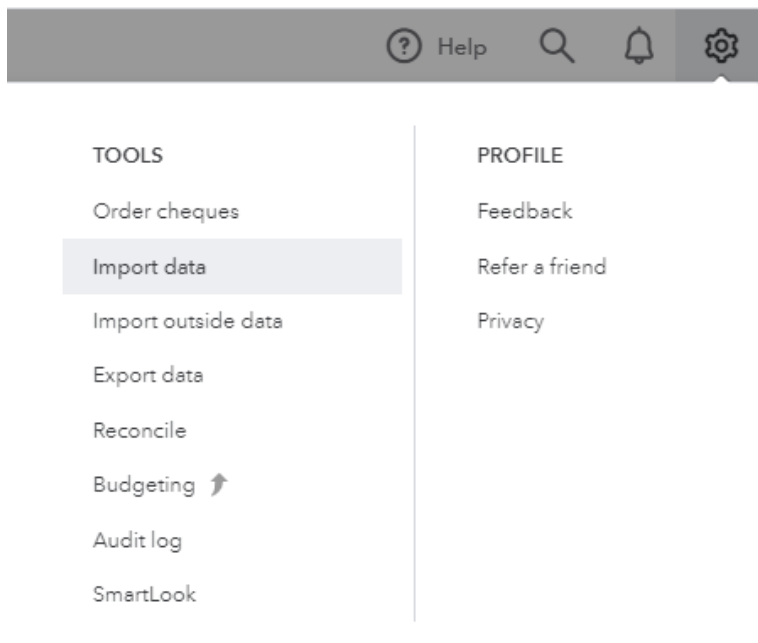 Help
TOOLS
Order cheques
Import data
Import outside data
Export data
Reconcile
Budgeting
Audit log
SmartLook
PROFILE
Feedback
Refer a friend
Privacy